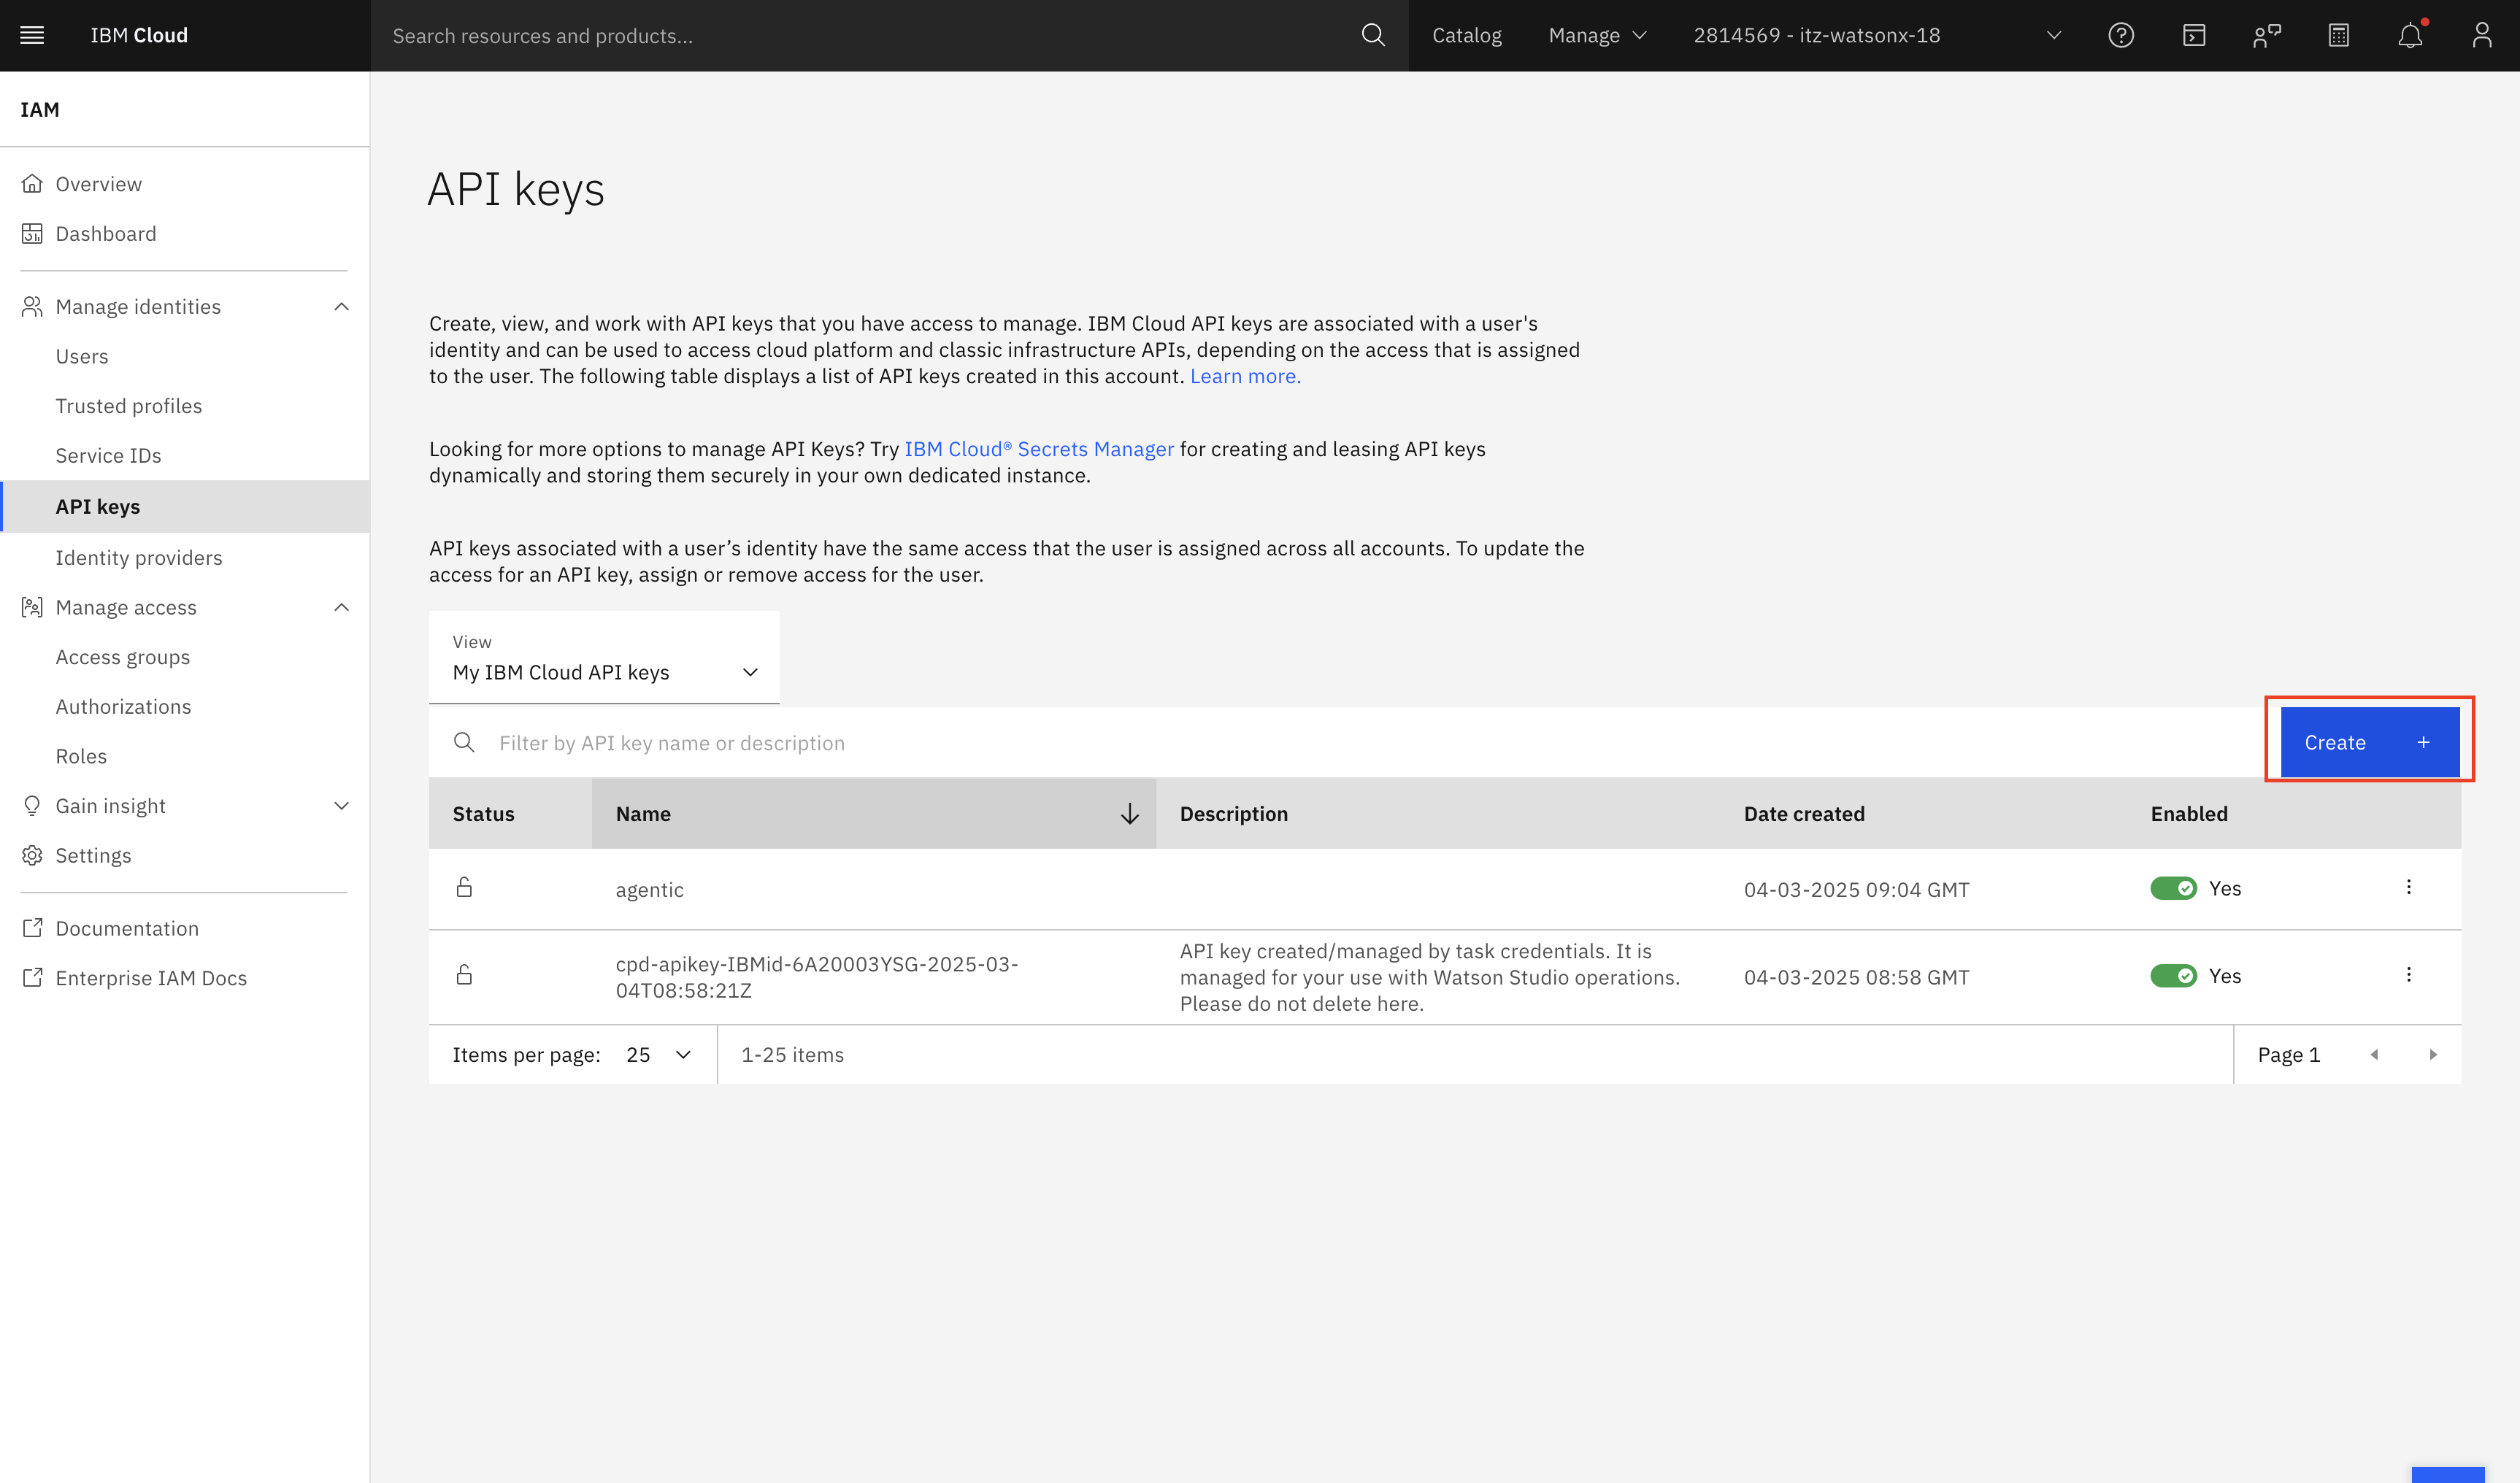 IBM Cloud
Search resources and products...
Catalog
Manage
2814569 - itz-watsonx-18
IAM
Overview
Dashboard
Manage identities
Users
Trusted profiles
Service IDs
API keys
Identity providers
Manage access
Access groups
Authorizations
Roles
Gain insight
Settings
Documentation
Enterprise IAM Docs
API keys
Create, view, and work with API keys that you have access to manage. IBM Cloud API keys are associated with a user's
identity and can be used to access cloud platform and classic infrastructure APIs, depending on the access that is assigned
to the user. The following table displays a list of API keys created in this account. Learn more.
Looking for more options to manage API Keys? Try IBM Cloud® Secrets Manager for creating and leasing API keys
dynamically and storing them securely in your own dedicated instance.
API keys associated with a user’s identity have the same access that the user is assigned across all accounts. To update the
access for an API key, assign or remove access for the user.
View
My IBM Cloud API keys
Filter by API key name or description
Create +
Status Name Description Date created Enabled
agentic 04-03-2025 09:04 GMT Yes
cpd-apikey-IBMid-6A20003YSG-2025-03-
04T08:58:21Z
API key created/managed by task credentials. It is
managed for your use with Watson Studio operations.
Please do not delete here.
04-03-2025 08:58 GMT
Yes
Items per page: 25
1-25 items
Page 1